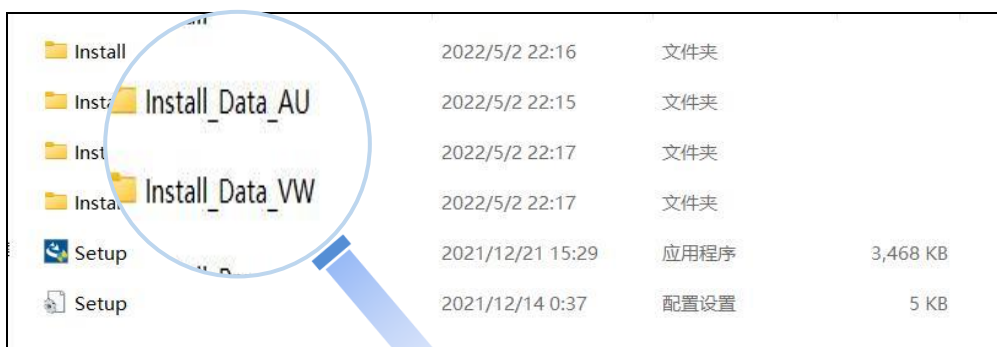 Install 2022/5/2 22:16 文件夹
Install_Data_AU 2022/5/2 22:15 文件夹
2022/5/2 22:17 文件夹
Install_Data_VW 2022/5/2 22:17 文件夹
Setup 2021/12/21 15:29 应用程序 3,468 KB
Setup 2021/12/14 0:37 配置设置 5 KB